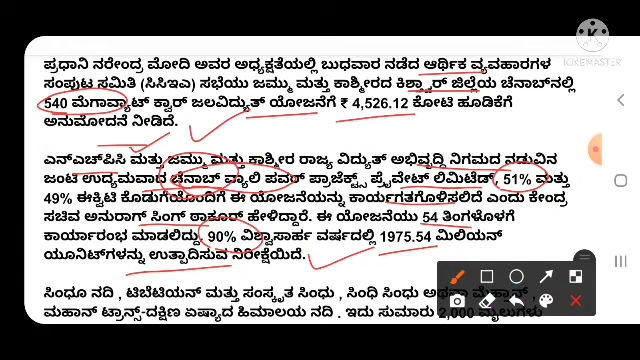 KINEMASTER
ಪ್ರಧಾನಿ ನರೇಂದ್ರ ಮೋದಿ ಅವರ ಅಧ್ಯಕ್ಷತೆಯಲ್ಲಿ ಬುಧವಾರ ನಡೆದ ಆರ್ಥಿಕ ವ್ಯವಹಾರಗಳ
ಸಂಪುಟ ಸಮಿತಿ (ಸಿಸಿಇಎ) ಸಭೆಯು ಜಮ್ಮು ಮತ್ತು ಕಾಶ್ಮೀರದ ಕಿಶ್ತ್ವಾರ್ ಜಿಲ್ಲೆಯ ಚೆನಾಬ್‌ನಲ್ಲಿ
540 ಮೆಗಾವ್ಯಾಟ್ ಕ್ವಾರ್ ಜಲವಿದ್ಯುತ್ ಯೋಜನೆಗೆ ₹ 4,526.12 ಕೋಟಿ ಹೂಡಿಕೆಗೆ
ಅನುಮೋದನೆ ನೀಡಿದೆ.
ಎನ್‌ಎಚ್‌ಪಿಸಿ ಮತ್ತು ಜಮ್ಮು ಮತ್ತು ಕಾಶ್ಮೀರ ರಾಜ್ಯ ವಿದ್ಯುತ್ ಅಭಿವೃದ್ಧಿ ನಿಗಮದ ನಡುವಿನ
ಜಂಟಿ ಉದ್ಯಮವಾದ ಚೆನಾಬ್ ವ್ಯಾಲಿ ಪವರ್ ಪ್ರಾಜೆಕ್ಟ್ಸ್ ಪ್ರೈವೇಟ್ ಲಿಮಿಟೆಡ್, 51% ಮತ್ತು
49% ಈಕ್ವಿಟಿ ಕೊಡುಗೆಯೊಂದಿಗೆ ಈ ಯೋಜನೆಯನ್ನು ಕಾರ್ಯಗತಗೊಳಿಸಲಿದೆ ಎಂದು ಕೇಂದ್ರ
ಸಚಿವ ಅನುರಾಗ್ ಸಿಂಗ್ ಠಾಕೂರ್ ಹೇಳಿದ್ದಾರೆ. ಈ ಯೋಜನೆಯು 54 ತಿಂಗಳೊಳಗೆ
ಕಾರ್ಯಾರಂಭ ಮಾಡಲಿದ್ದು, 90% ವಿಶ್ವಾಸಾರ್ಹ ವರ್ಷದಲ್ಲಿ 1975.54 ಮಿಲಿಯನ್
ಯೂನಿಟ್‌ಗಳನ್ನು ಉತ್ಪಾದಿಸುವ ನಿರೀಕ್ಷೆಯಿದೆ.
ಸಿಂಧೂ ನದಿ , ಟಿಬೆಟಿಯನ್ ಮತ್ತು ಸಂಸ್ಕೃತ ಸಿಂಧು , ಸಿಂಧಿ ಸಿಂಧು ಅಥವಾ ಮೆಹ್ರಾನ್ ,
ಮಹಾನ್ ಟ್ರಾನ್ಸ್-ದಕ್ಷಿಣ ಏಷ್ಯಾದ ಹಿಮಾಲಯ ನದಿ . ಇದು ಸುಮಾರು 2,000 ಮೈಲುಗಳು